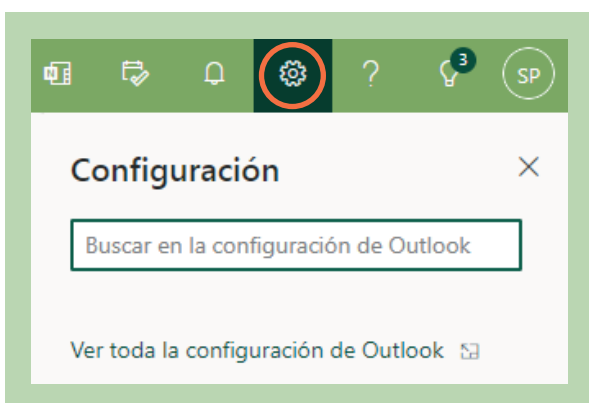 N
?
3
SP
Configuración
Buscar en la configuración de Outlook
Ver toda la configuración de Outlook